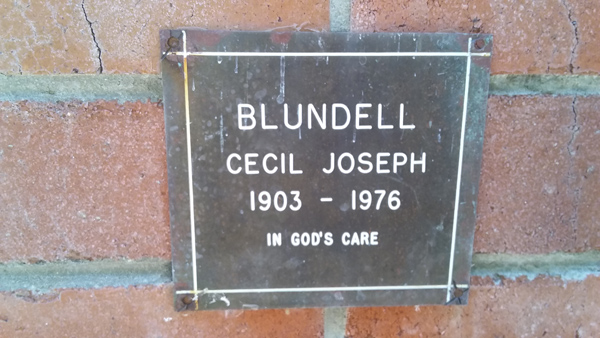 BLUNDELL
CECIL JOSEPH
1903 - 1976
IN GOD'S CARE